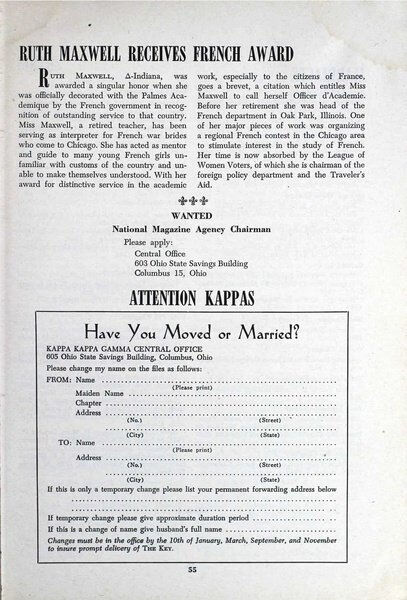 RUTH MAXWELL RECEIVES FRENCH AWARD
RUTH MAXWELL, Δ-Indiana, was
awarded a singular honor when she
was officially decorated with the Palmes Aca-
demique by the French government in recog-
nition of outstanding service to that country.
Miss Maxwell, a retired teacher, has been
serving as interpreter for French war brides
who come to Chicago. She has acted as mentor
and guide to many young French girls un-
familiar with customs of the country and un-
able to make themselves understood. With her
award for distinctive service in the academic
work, especially to the citizens of France,
goes a brevet, a citation which entitles Miss
Maxwell to call herself Officer d'Academie.
Before her retirement she was head of the
French department in Oak Park, Illinois. One
of her major pieces of work was organizing
a regional French contest in the Chicago area
to stimulate interest in the study of French.
Her time is now absorbed by the League of
Women Voters, of which she is chairman of the
foreign policy department and the Traveler's
Aid.
WANTED
National Magazine Agency Chairman
Please apply:
Central Office
603 Ohio State Savings Building
Columbus 15, Ohio
ATTENTION KAPPAS
Have You Moved or Married?
KAPPA KAPPA GAMMA CENTRAL OFFICE
605 Ohio State Savings Building, Columbus, Ohio
Please change my name on the files as follows:
FROM: Name
(Please print)
Maiden Name
Chapter
Address
(No.) (Street)
(City) (State)
TO: Name
(Please print)
Address
(No.) (Street)
(City) (State)
If this is only a temporary change please list your permanent forwarding address below
If temporary change please give approximate duration period
If this is a change of name give husband's full name
Changes must be in the office by the 10th of January, March, September, and November
to insure prompt delivery of THE KEY.
55